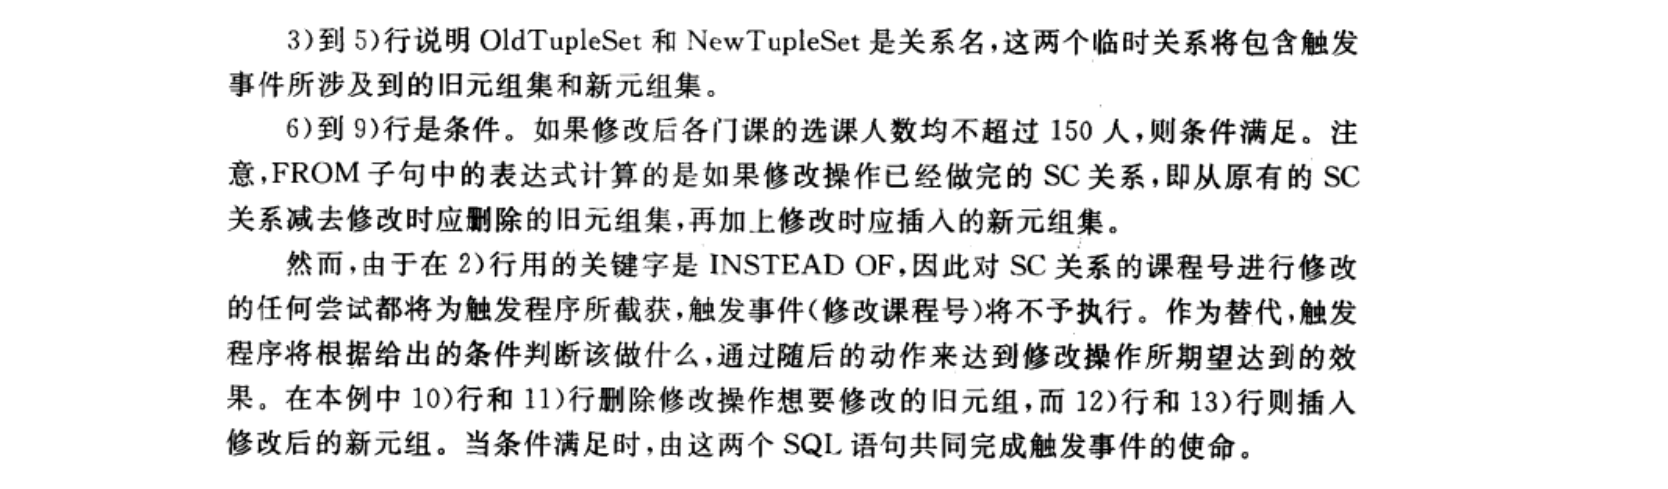 3)到 5)行说明 OldTupleSet 和 NewTupleSet 是关系名,这两个临时关系将包含触发
事件所涉及到的旧元组集和新元组集。
6)到 9)行是条件。如果修改后各门课的选课人数均不超过 150 人,则条件满足。注
意,FROM 子句中的表达式计算的是如果修改操作已经做完的 SC 关系,即从原有的 SC
关系减去修改时应删除的旧元组集,再加上修改时应插入的新元组集。
然而,由于在 2)行用的关键字是 INSTEAD OF,因此对 SC 关系的课程号进行修改
的任何尝试都将为触发程序所截获,触发事件(修改课程号)将不予执行。作为替代,触发
程序将根据给出的条件判断该做什么,通过随后的动作来达到修改操作所期望达到的效
果。在本例中 10)行和 11)行删除修改操作想要修改的旧元组,而 12)行和 13)行则插入
修改后的新元组。当条件满足时,由这两个 SQL 语句共同完成触发事件的使命。